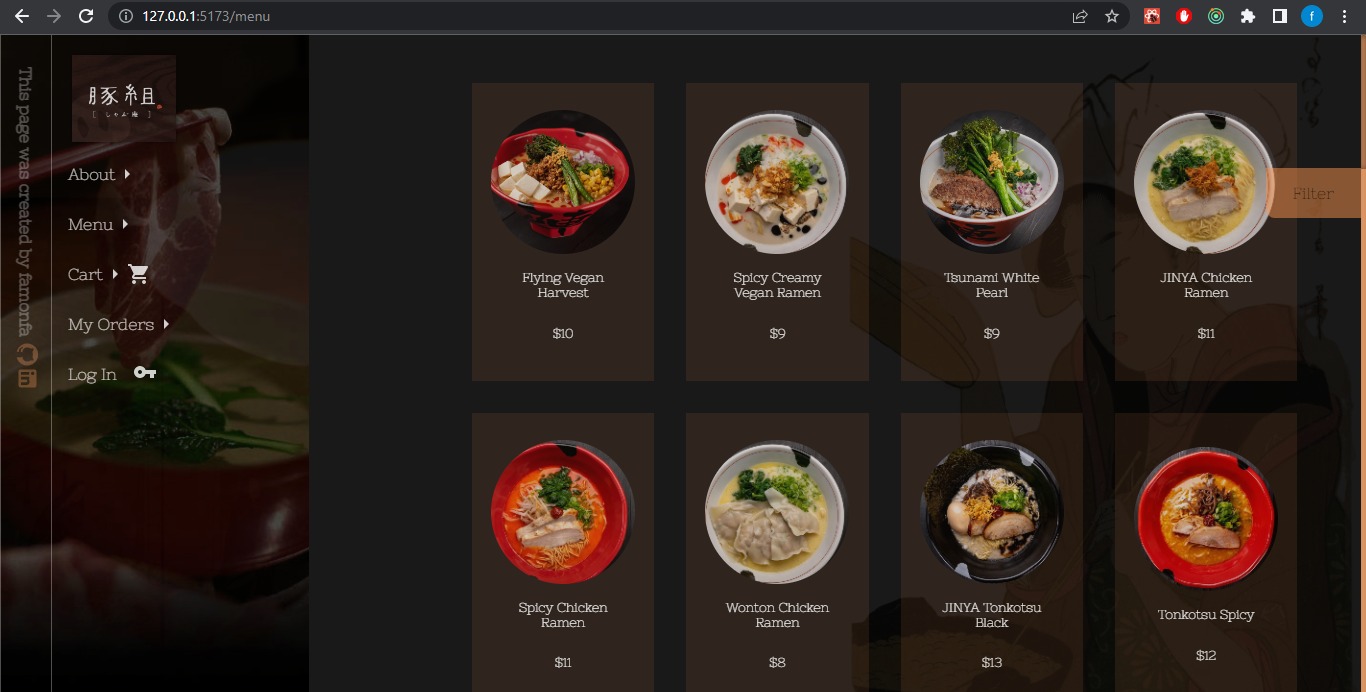 127.0.0.1:5173/menu
f
This page was created by famonfa
豚組
[しゃぶ庵]
About
Menu
Cart
My Orders
Log In
Filter
Flying Vegan
Harvest
$10
Spicy Creamy
Vegan Ramen
$9
Tsunami White
Pearl
$9
JINYA Chicken
Ramen
$11
Spicy Chicken
Ramen
$11
Wonton Chicken
Ramen
$8
JINYA Tonkotsu
Black
$13
Tonkotsu Spicy
$12